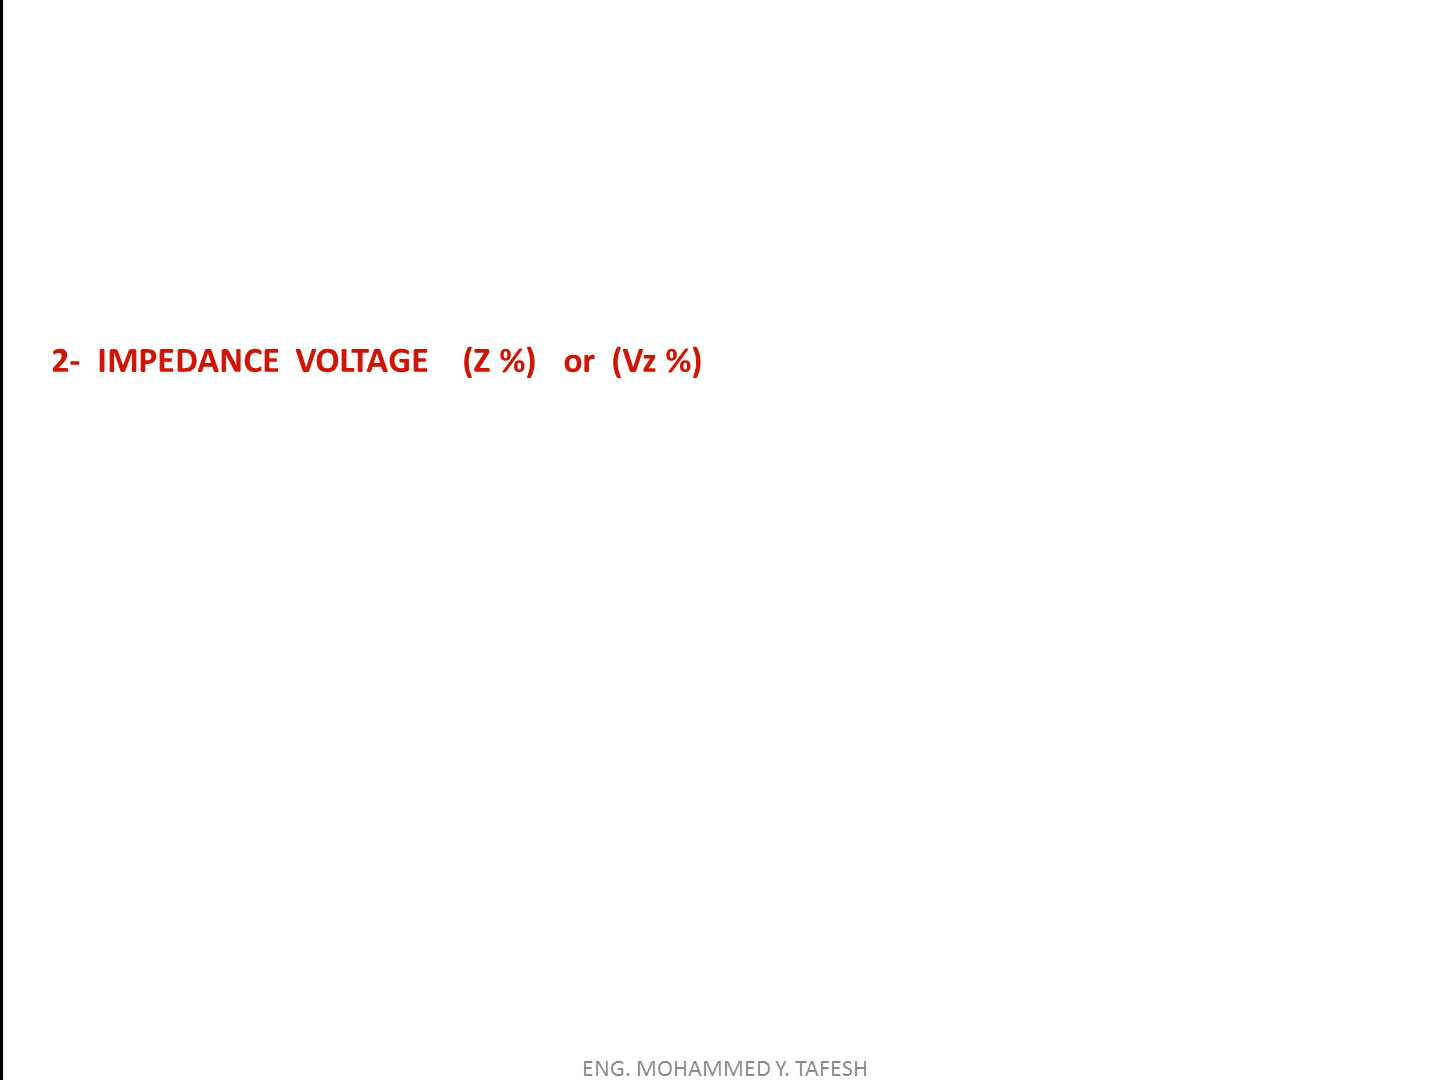 2- IMPEDANCE VOLTAGE (Z %) or (Vz %)
ENG. MOHAMMED Y. TAFESH